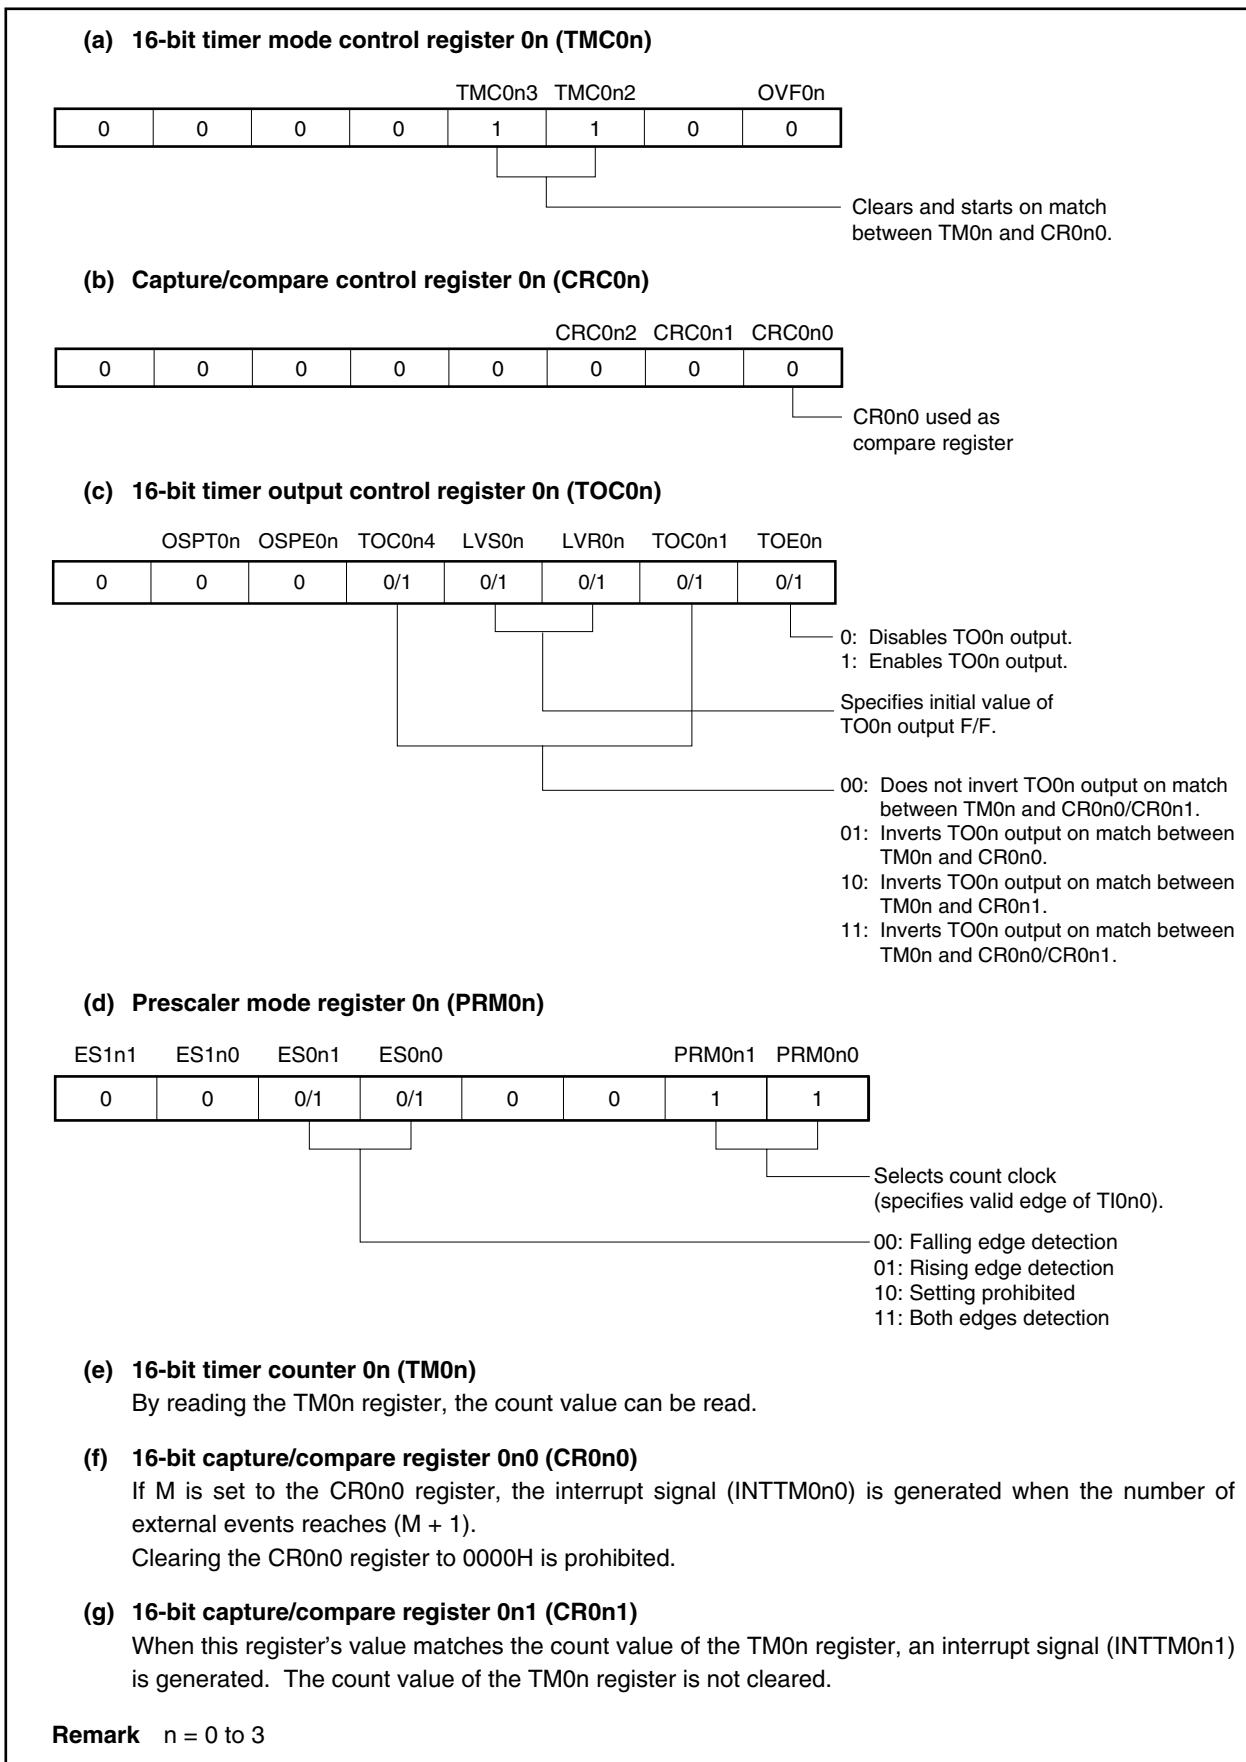 (a) 16-bit timer mode control register 0n (TMC0n)
TMC0n3 TMC0n2 OVF0n
0 0 0 0 1 1 0 0
Clears and starts on match
between TM0n and CR0n0.
(b) Capture/compare control register 0n (CRC0n)
CRC0n2 CRC0n1 CRC0n0
0 0 0 0 0 0 0 0
CR0n0 used as
compare register
(c) 16-bit timer output control register 0n (TOC0n)
OSPT0n OSPE0n TOC0n4 LVS0n LVR0n TOC0n1 TOE0n
0 0 0 0/1 0/1 0/1 0/1 0/1
0: Disables TO0n output.
1: Enables TO0n output.
Specifies initial value of
TO0n output F/F.
00: Does not invert TO0n output on match
between TM0n and CR0n0/CR0n1.
01: Inverts TO0n output on match between
TM0n and CR0n0.
10: Inverts TO0n output on match between
TM0n and CR0n1.
11: Inverts TO0n output on match between
TM0n and CR0n0/CR0n1.
(d) Prescaler mode register 0n (PRM0n)
ES1n1 ES1n0 ES0n1 ES0n0 PRM0n1 PRM0n0
0 0 0/1 0/1 0 0 1 1
Selects count clock
(specifies valid edge of TI0n0).
00: Falling edge detection
01: Rising edge detection
10: Setting prohibited
11: Both edges detection
(e) 16-bit timer counter 0n (TM0n)
By reading the TM0n register, the count value can be read.
(f) 16-bit capture/compare register 0n0 (CR0n0)
If M is set to the CR0n0 register, the interrupt signal (INTTM0n0) is generated when the number of
external events reaches (M + 1).
Clearing the CR0n0 register to 0000H is prohibited.
(g) 16-bit capture/compare register 0n1 (CR0n1)
When this register's value matches the count value of the TM0n register, an interrupt signal (INTTM0n1)
is generated. The count value of the TM0n register is not cleared.
Remark n = 0 to 3